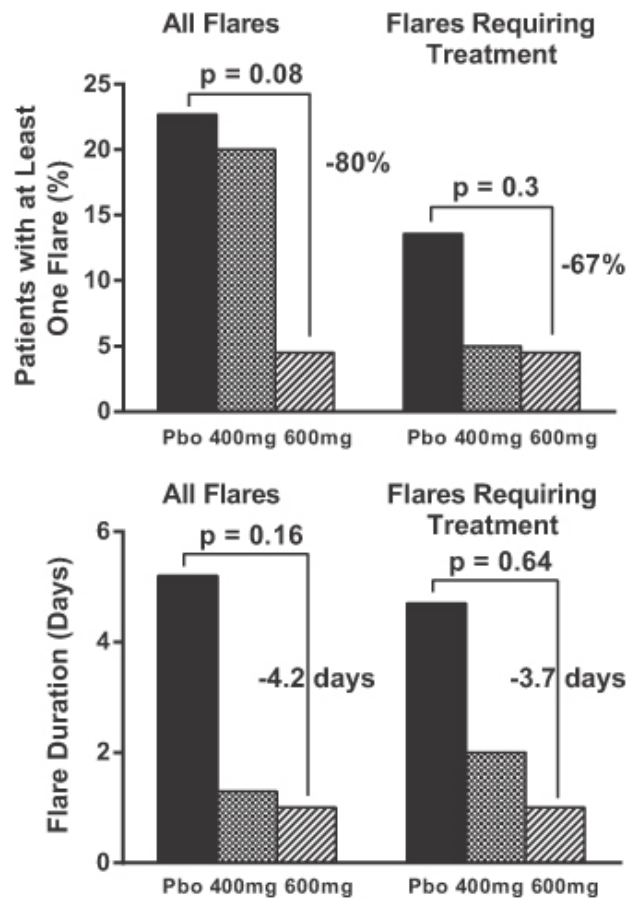 All Flares
Flares Requiring
Treatment
Patients with at Least
One Flare (%)
25
20
15
10
5
0
p = 0.08
-80%
p = 0.3
-67%
Pbo 400mg 600mg
Pbo 400mg 600mg
All Flares
Flares Requiring
Treatment
Flare Duration (Days)
6
4
2
0
p = 0.16
-4.2 days
p = 0.64
-3.7 days
Pbo 400mg 600mg
Pbo 400mg 600mg